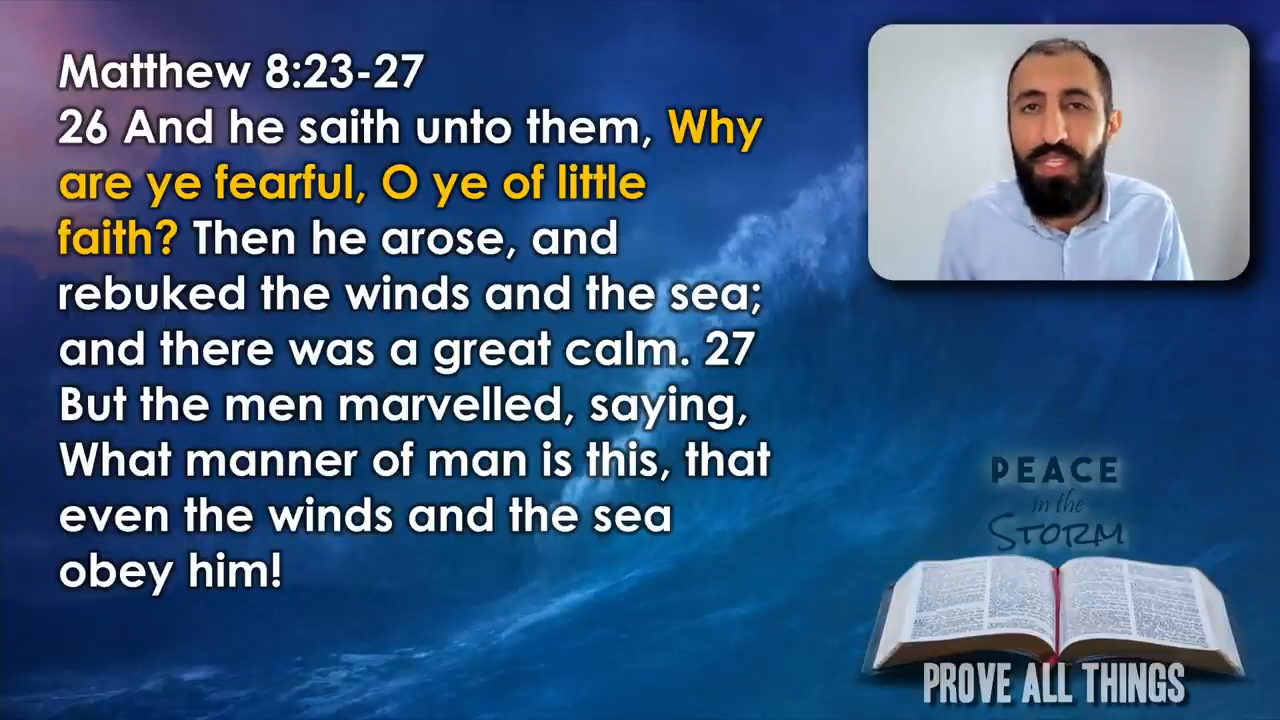 Matthew 8:23-27
26 And he saith unto them, Why
are ye fearful, O ye of little
faith? Then he arose, and
rebuked the winds and the sea;
and there was a great calm. 27
But the men marvelled, saying,
What manner of man is this, that
even the winds and the sea
obey him!
PEACE
in the
STORM
PROVE ALL THINGS